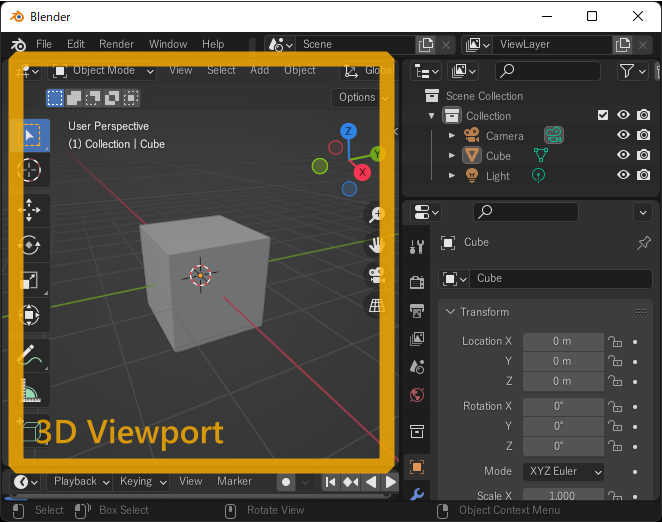 Blender
File Edit Render Window Help
Scene
ViewLayer
Object Mode View Select Add Object Global
Options
User Perspective
(1) Collection | Cube
Z
Y
X
3D Viewport
Playback Keying View Marker
Scene Collection
Collection
Camera
Cube
Light
Cube
Cube
Transform
Location X 0 m
Y 0 m
Z 0 m
Rotation X 0°
Y 0°
Z 0°
Mode XYZ Euler
Scale X 1.000
Select Box Select Rotate View Object Context Menu